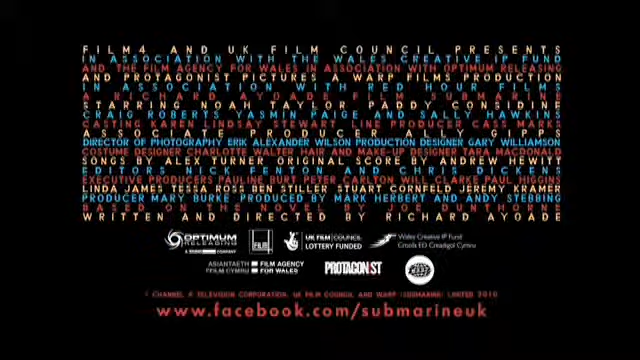 FILM4 AND UK FILM COUNCIL PRESENTS
IN ASSOCIATION WITH THE WALES CREATIVE IP FUND
AND THE FILM AGENCY FOR WALES IN ASSOCIATION WITH OPTIMUM RELEASING
AND PROTAGONIST PICTURES A WARP FILMS PRODUCTION
IN ASSOCIATION WITH RED HOUR FILMS
A RICHARD AYOADE FILM SUBMARINE
STARRING NOAH TAYLOR PADDY CONSIDINE
CRAIG ROBERTS YASMIN PAIGE AND SALLY HAWKINS
CASTING KAREN LINDSAY STEWART LINE PRODUCER CASS MARKS
ASSOCIATE PRODUCER ALLY GIPPS
DIRECTOR OF PHOTOGRAPHY ERIK ALEXANDER WILSON PRODUCTION DESIGNER GARY WILLIAMSON
COSTUME DESIGNER CHARLOTTE WALTER HAIR AND MAKE-UP DESIGNER TARA MACDONALD
SONGS BY ALEX TURNER ORIGINAL SCORE BY ANDREW HEWITT
EDITORS NICK FENTON AND CHRIS DICKENS
EXECUTIVE PRODUCERS PAULINE BURT PETER CARLTON WILL CLARKE PAUL HIGGINS
LINDA JAMES TESSA ROSS BEN STILLER STUART CORNFELD JEREMY KRAMER
PRODUCER MARY BURKE PRODUCED BY MARK HERBERT AND ANDY STEBBING
BASED ON THE NOVEL BY JOE DUNTHORNE
WRITTEN AND DIRECTED BY RICHARD AYOADE
OPTIMUM RELEASING
FILM
UK FILM COUNCIL LOTTERY FUNDED
Wales Creative IP Fund
Cronfa ED Creadigol Cymru
ASIANTAETH FILM CYMRU
FILM AGENCY FOR WALES
PROTAGONIST
© CHANNEL 4 TELEVISION CORPORATION, UK FILM COUNCIL AND WARP (SUBMARINE) LIMITED 2010
www.facebook.com/submarineuk